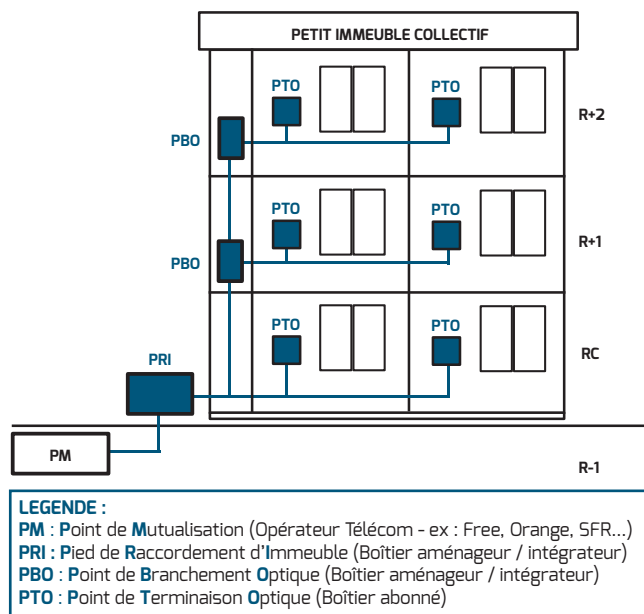 PETIT IMMEUBLE COLLECTIF
PTO
PTO
R+2
PBO
PTO
PTO
R+1
PBO
PTO
PTO
RC
PRI
PM
R-1
LEGENDE :
PM : Point de Mutualisation (Opérateur Télécom - ex : Free, Orange, SFR...)
PRI : Pied de Raccordement d'Immeuble (Boîtier aménageur / intégrateur)
PBO : Point de Branchement Optique (Boîtier aménageur / intégrateur)
PTO : Point de Terminaison Optique (Boîtier abonné)